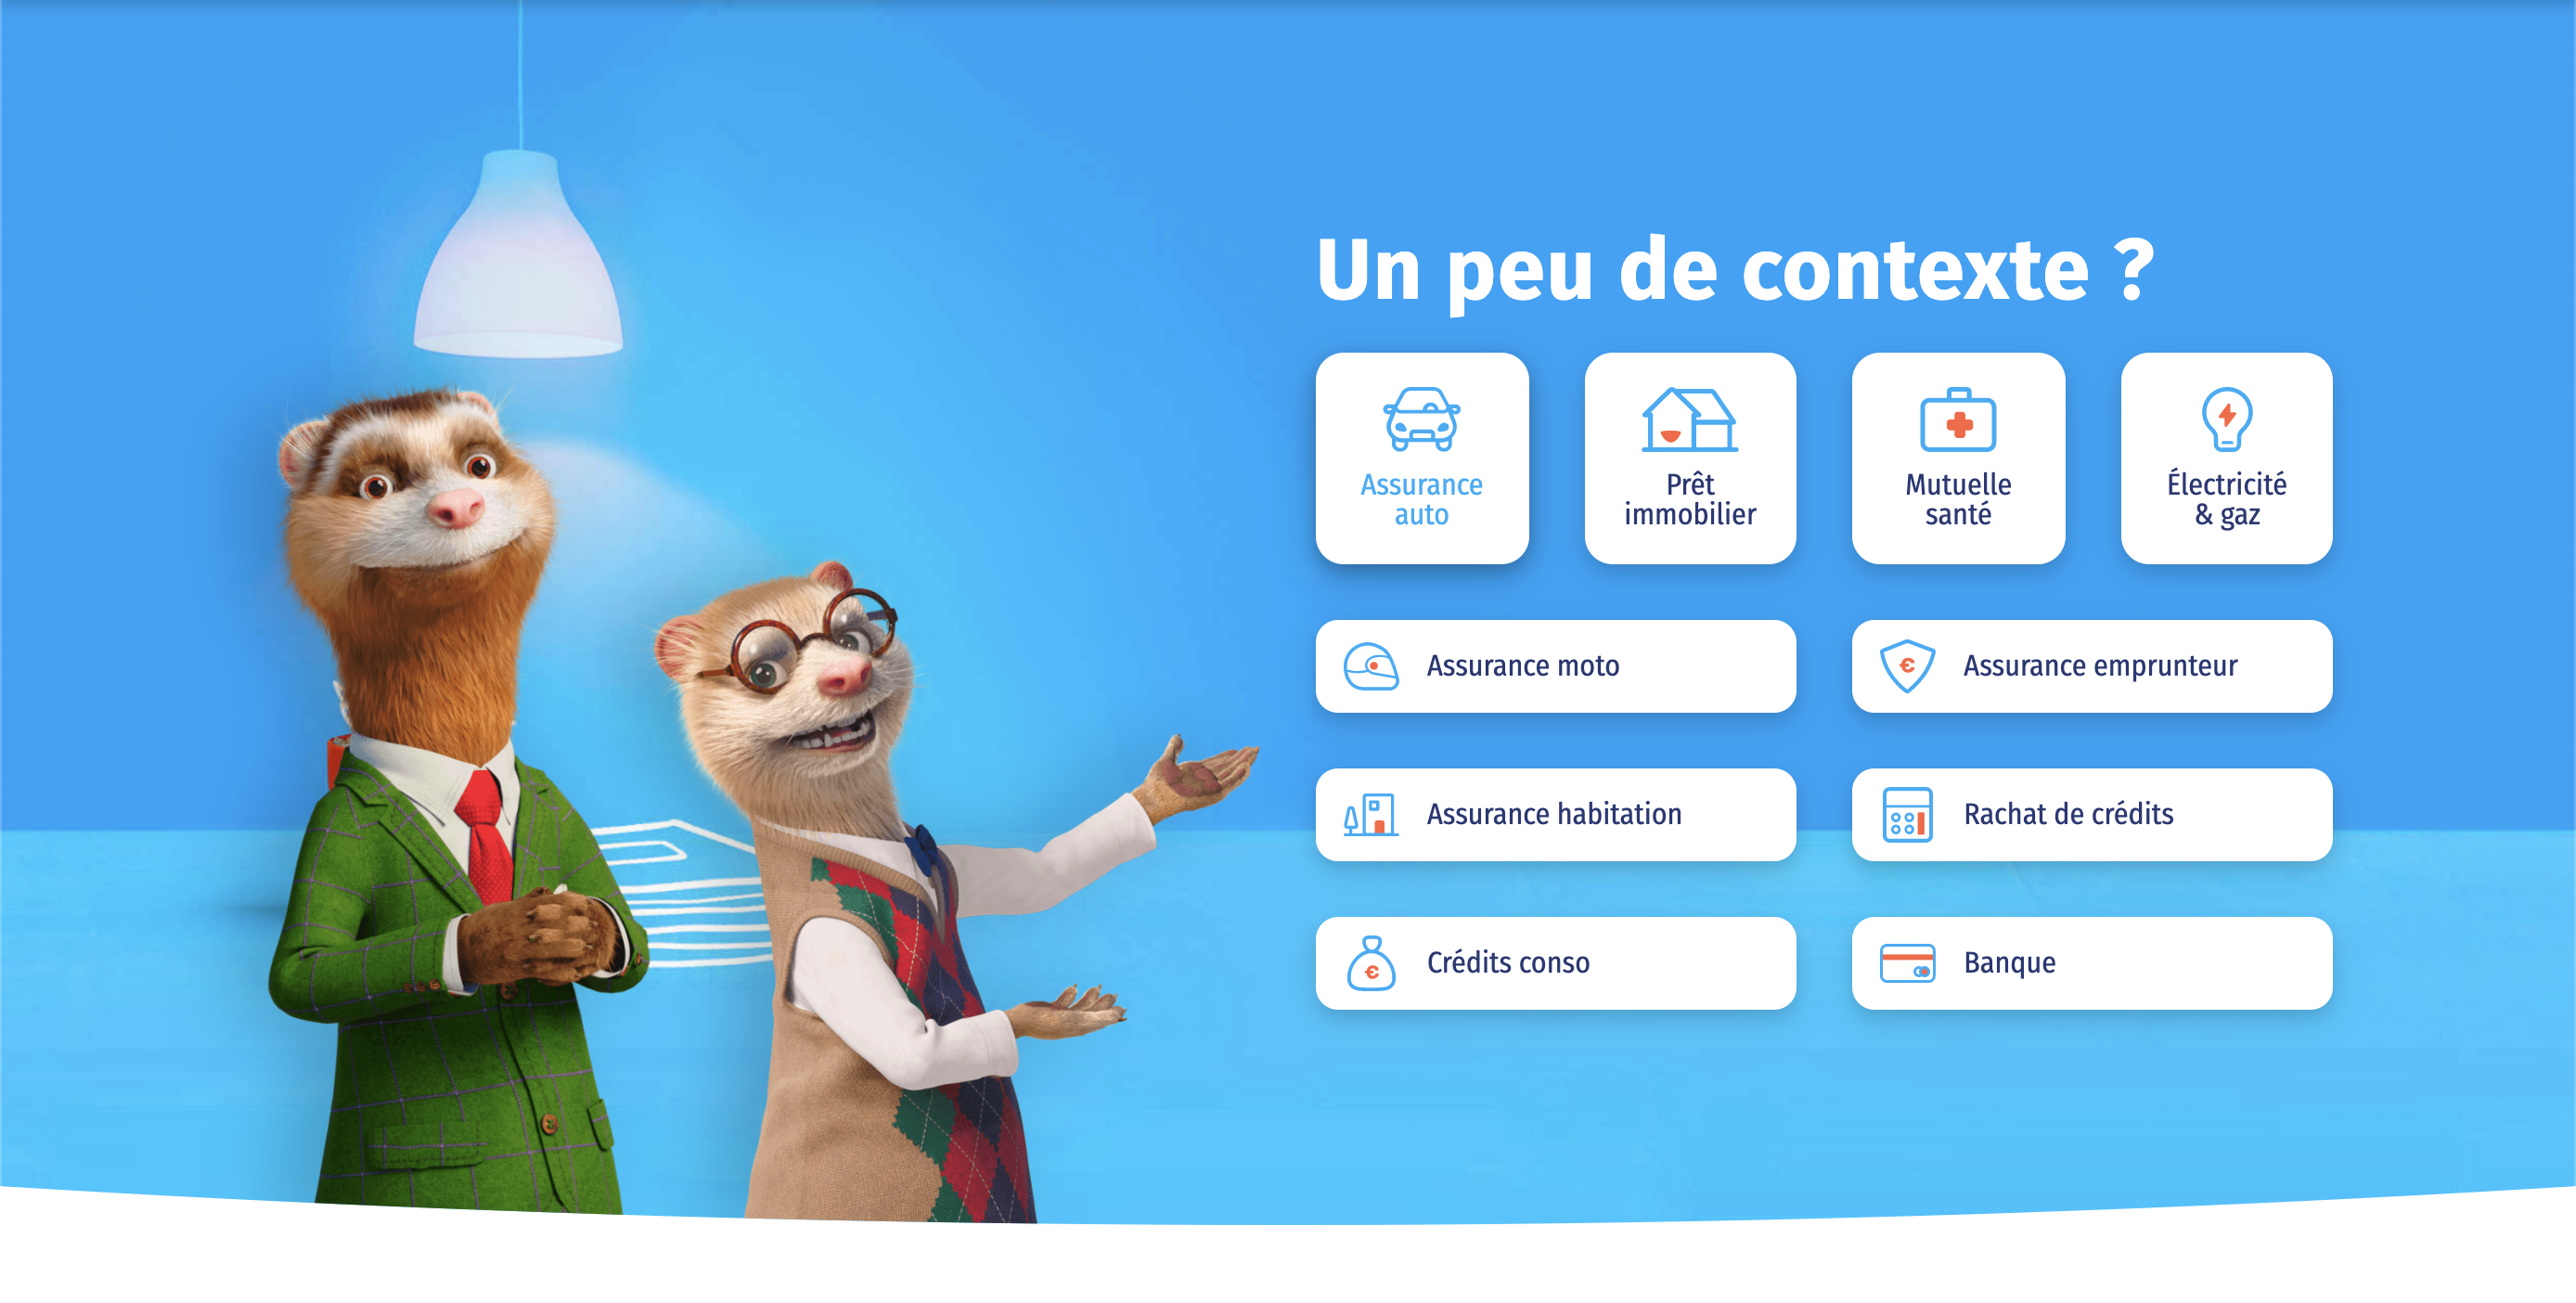 Un peu de contexte ?
Assurance
auto
Prêt
immobilier
Mutuelle
santé
Électricité
& gaz
Assurance moto
€ Assurance emprunteur
Assurance habitation
Rachat de crédits
€ Crédits conso
Banque